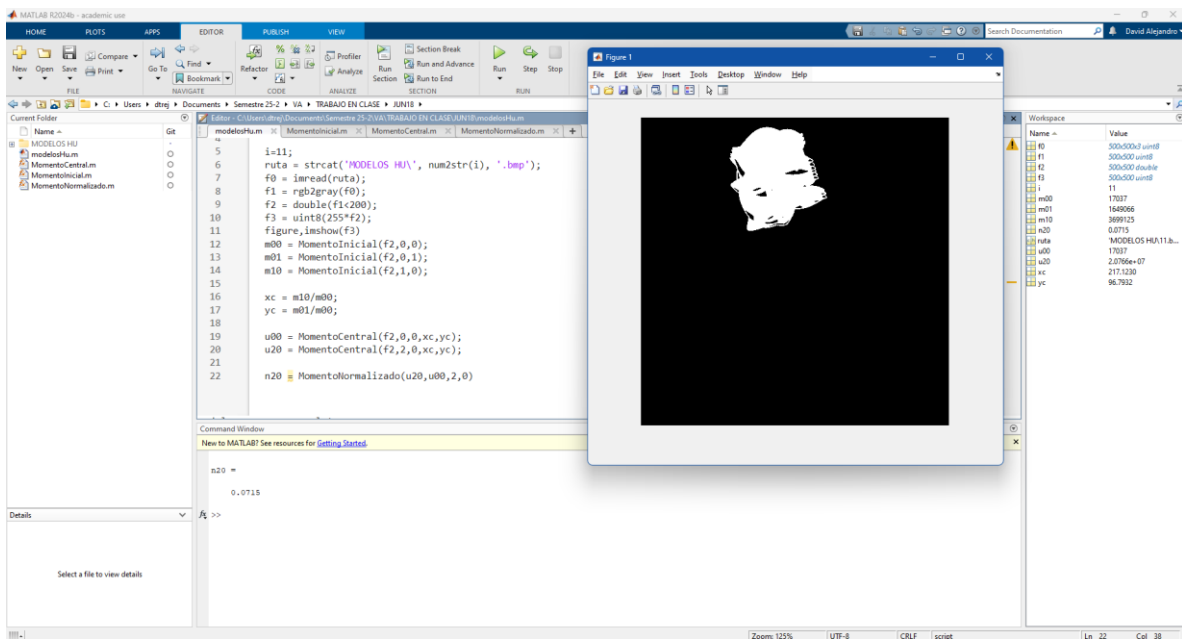 MATLAB R2024b - academic use
HOME PLOTS APPS EDITOR PUBLISH VIEW
Search Documentation
David Alejandro
New Open Save
Compare
Print
FILE
Go To
Find
Bookmark
NAVIGATE
Refactor
CODE
Profiler
Analyze
ANALYZE
Run Section
Section Break
Run and Advance
Run to End
SECTION
Run Step Stop
RUN
C: Users dtrej Documents Semestre 25-2 VA TRABAJO EN CLASE JUN18
Current Folder
Name Git
MODELOS HU
modelosHu.m
MomentoCentral.m
MomentoInicial.m
MomentoNormalizado.m
Details
Select a file to view details
Editor - C:\Users\dtrej\Documents\Semestre 25-2\VA\TRABAJO EN CLASE\JUN18\modelosHu.m
modelosHu.m MomentoInicial.m MomentoCentral.m MomentoNormalizado.m
5 i=11;
6 ruta = strcat('MODELOS HU\', num2str(i), '.bmp');
7 f0 = imread(ruta);
8 f1 = rgb2gray(f0);
9 f2 = double(f1<200);
10 f3 = uint8(255*f2);
11 figure,imshow(f3)
12 m00 = MomentoInicial(f2,0,0);
13 m01 = MomentoInicial(f2,0,1);
14 m10 = MomentoInicial(f2,1,0);
15
16 xc = m10/m00;
17 yc = m01/m00;
18
19 u00 = MomentoCentral(f2,0,0,xc,yc);
20 u20 = MomentoCentral(f2,2,0,xc,yc);
21
22 n20 = MomentoNormalizado(u20,u00,2,0)
Command Window
New to MATLAB? See resources for Getting Started.
n20 =
0.0715
fx >>
Figure 1
File Edit View Insert Tools Desktop Window Help
Workspace
Name Value
f0 500x500x3 uint8
f1 500x500 uint8
f2 500x500 double
f3 500x500 uint8
i 11
m00 17037
m01 1649066
m10 3699125
n20 0.0715
ruta 'MODELOS HU\11.b...
u00 17037
u20 2.0766e+07
xc 217.1230
yc 96.7932
Zoom: 125% UTF-8 CRLF script Ln 22 Col 38